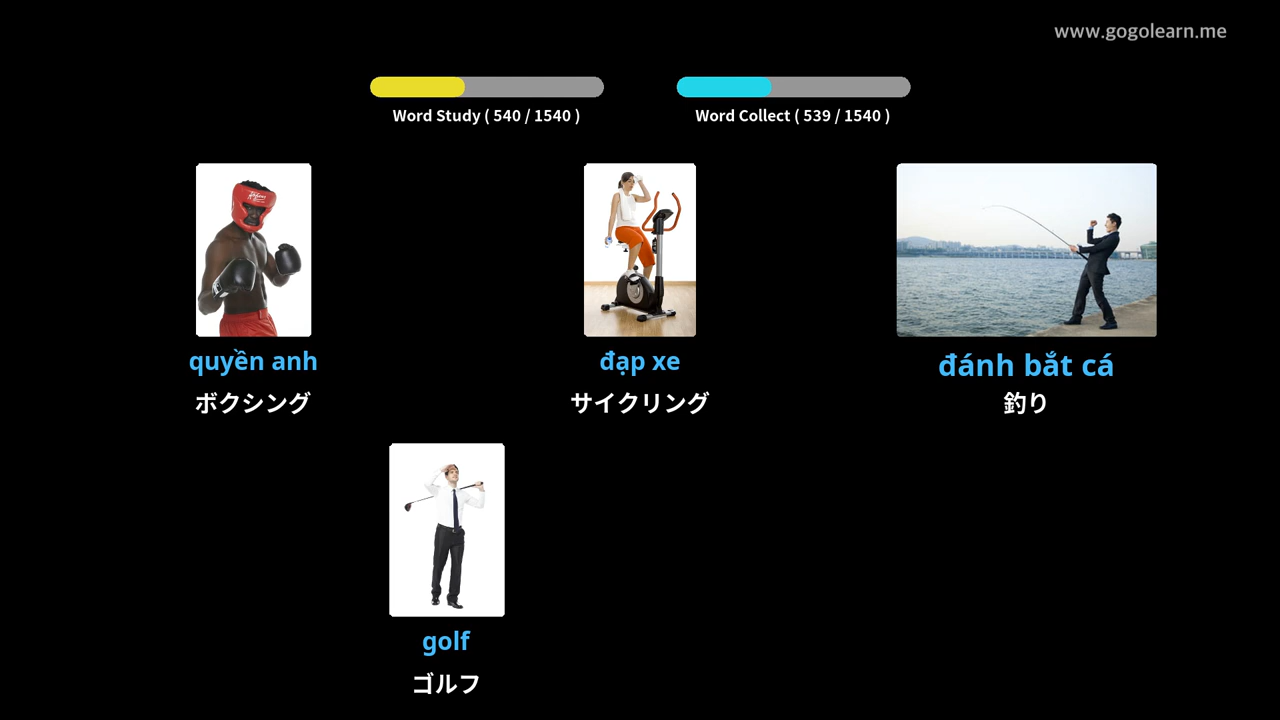 www.gogolearn.me
Word Study ( 540 / 1540 )
Word Collect ( 539 / 1540 )
quyền anh
đạp xe
đánh bắt cá
ボクシング
サイクリング
釣り
golf
ゴルフ